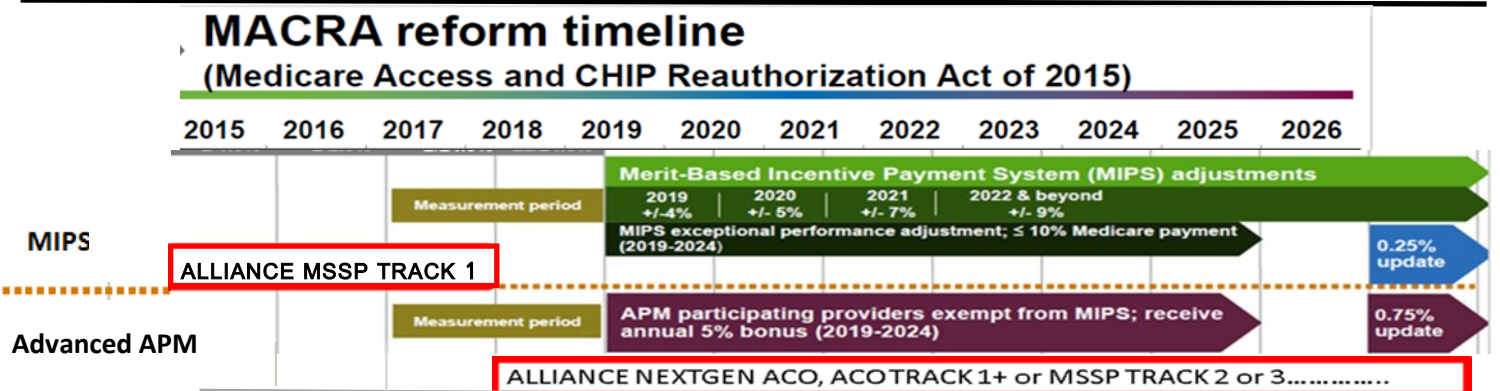 MACRA reform timeline
(Medicare Access and CHIP Reauthorization Act of 2015)
2015 2016 2017 2018 2019 2020 2021 2022 2023 2024 2025 2026
Merit-Based Incentive Payment System (MIPS) adjustments
Measurement period
2019 2020 2021 2022 & beyond
+/-4% +/- 5% +/- 7% +/- 9%
MIPS
MIPS exceptional performance adjustment; ≤ 10% Medicare payment
(2019-2024)
0.25%
update
ALLIANCE MSSP TRACK 1
Advanced APM
Measurement period
APM participating providers exempt from MIPS; receive
annual 5% bonus (2019-2024)
0.75%
update
ALLIANCE NEXTGEN ACO, ACO TRACK 1+ or MSSP TRACK 2 or 3.............